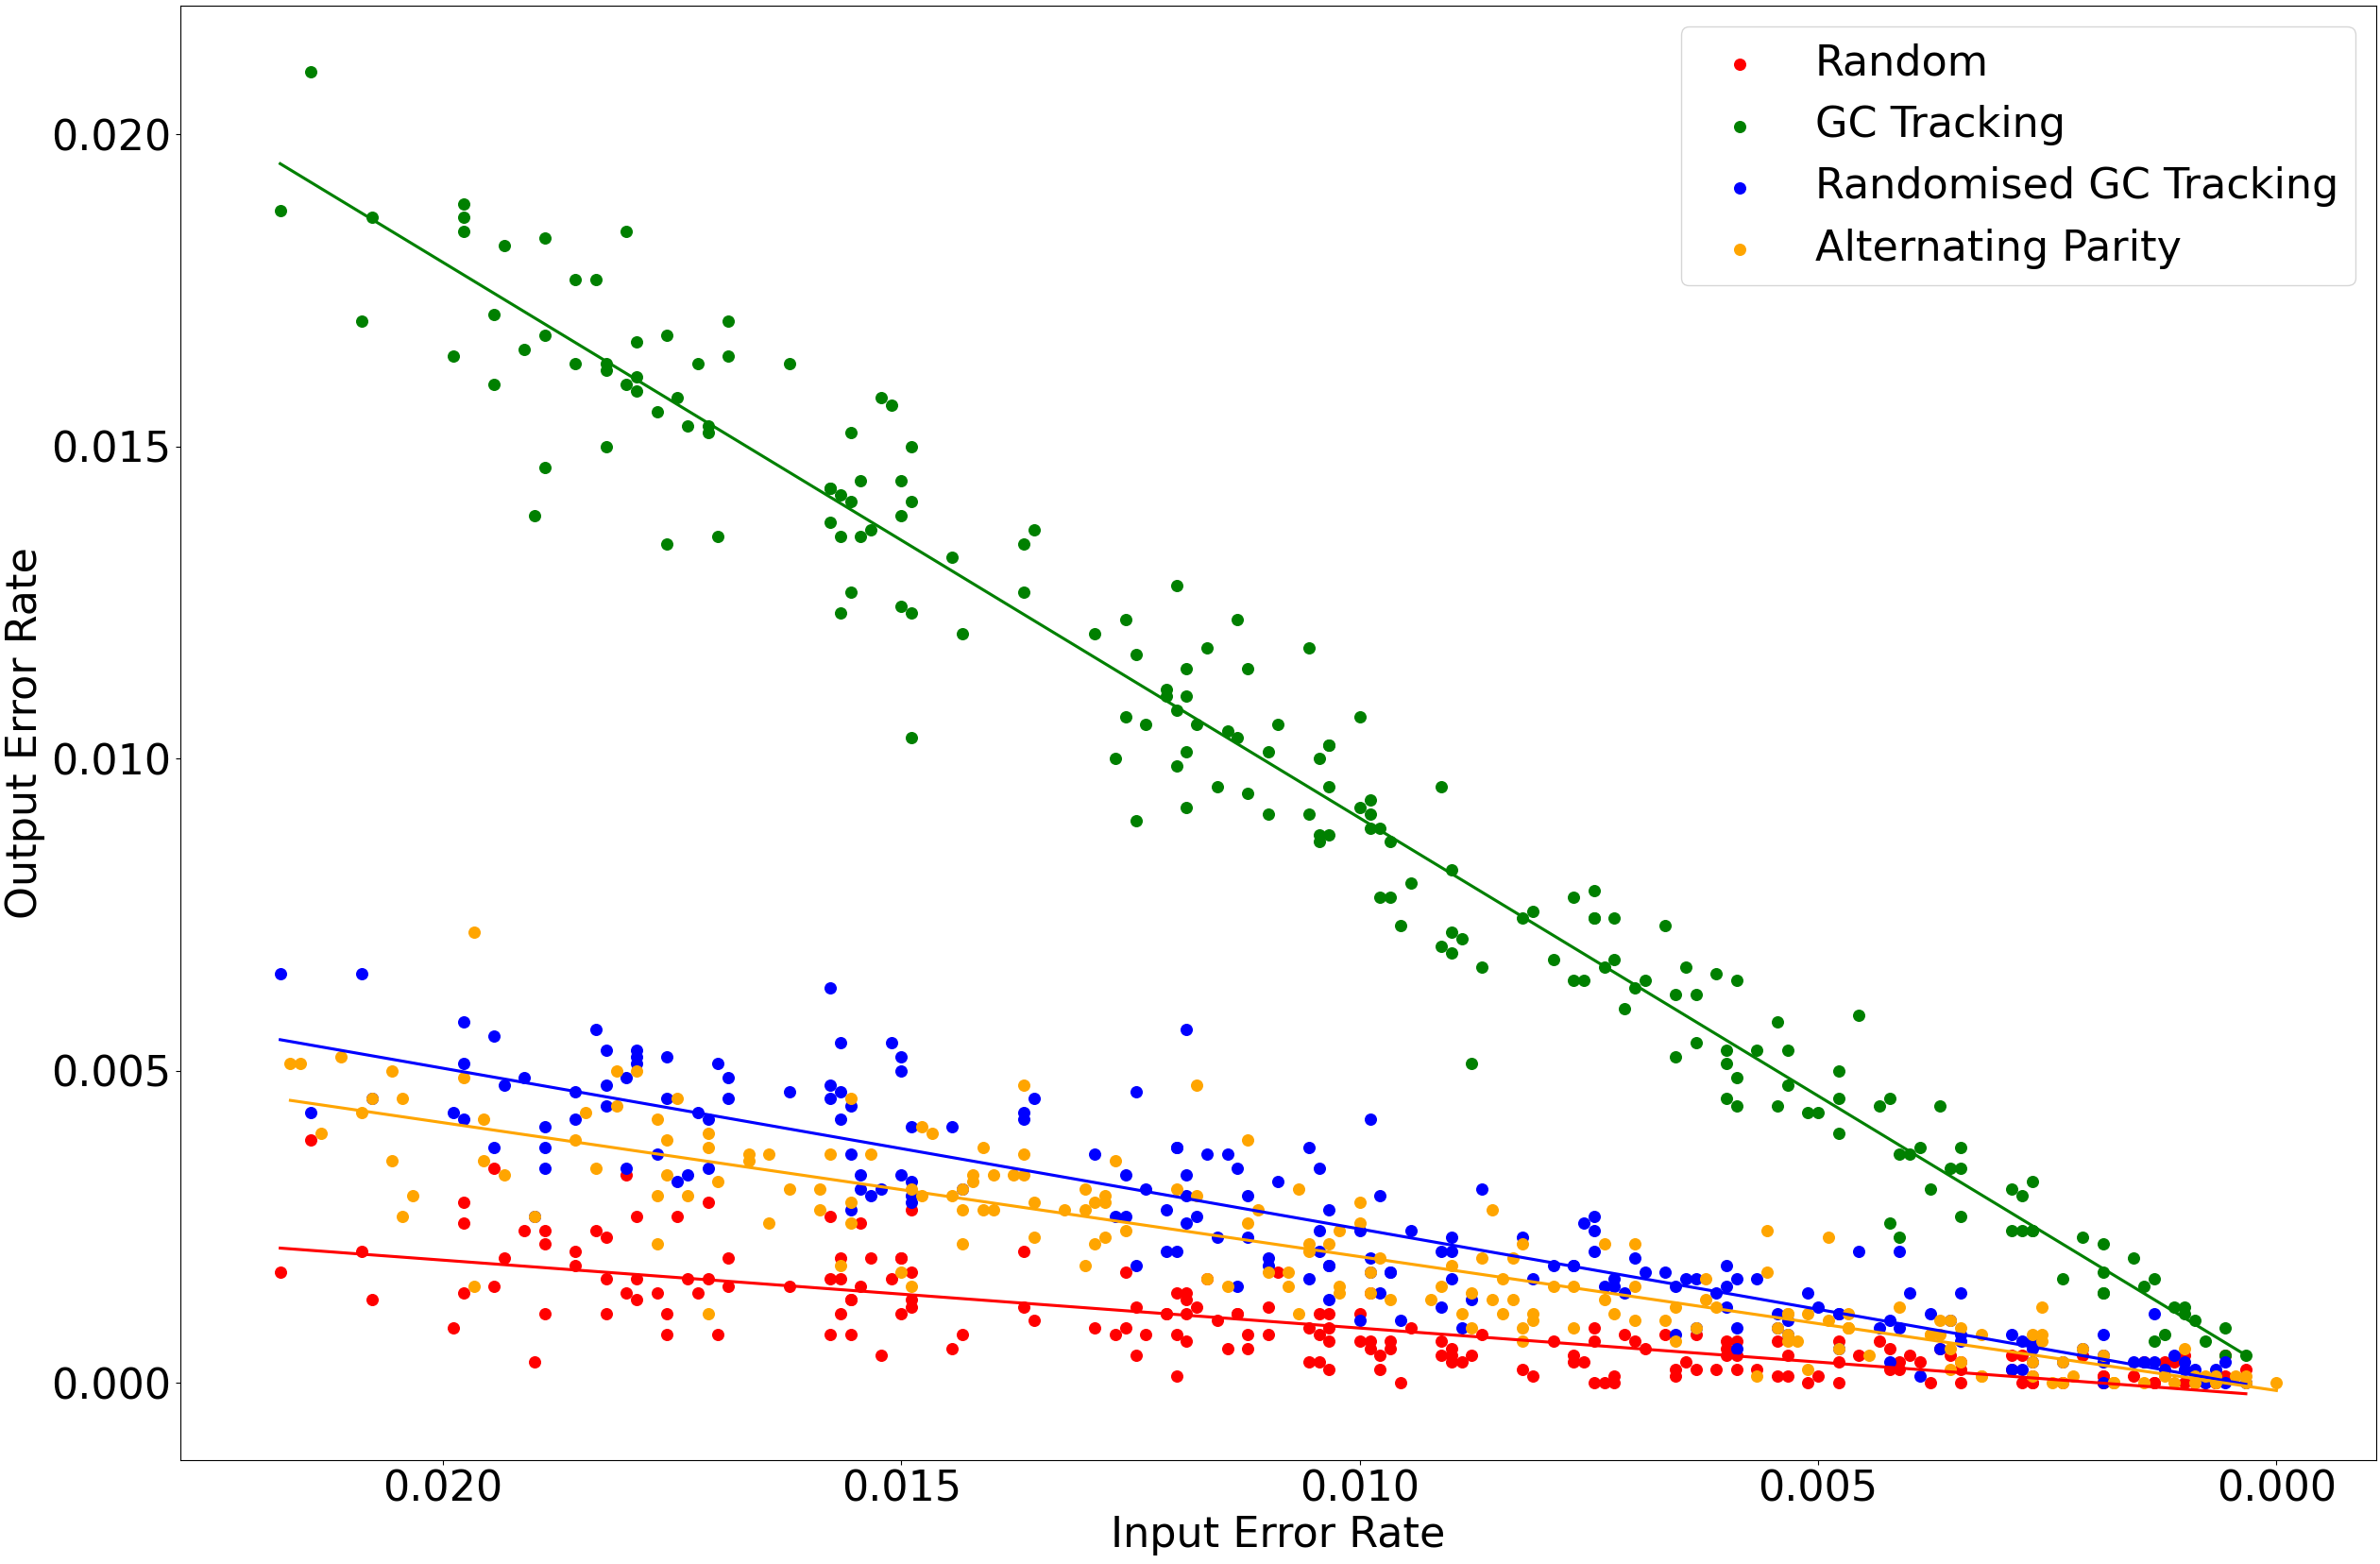 Random
GC Tracking
Randomised GC Tracking
Alternating Parity
0.020
0.015
0.010
0.005
0.000
Output Error Rate
0.020
0.015
0.010
0.005
0.000
Input Error Rate